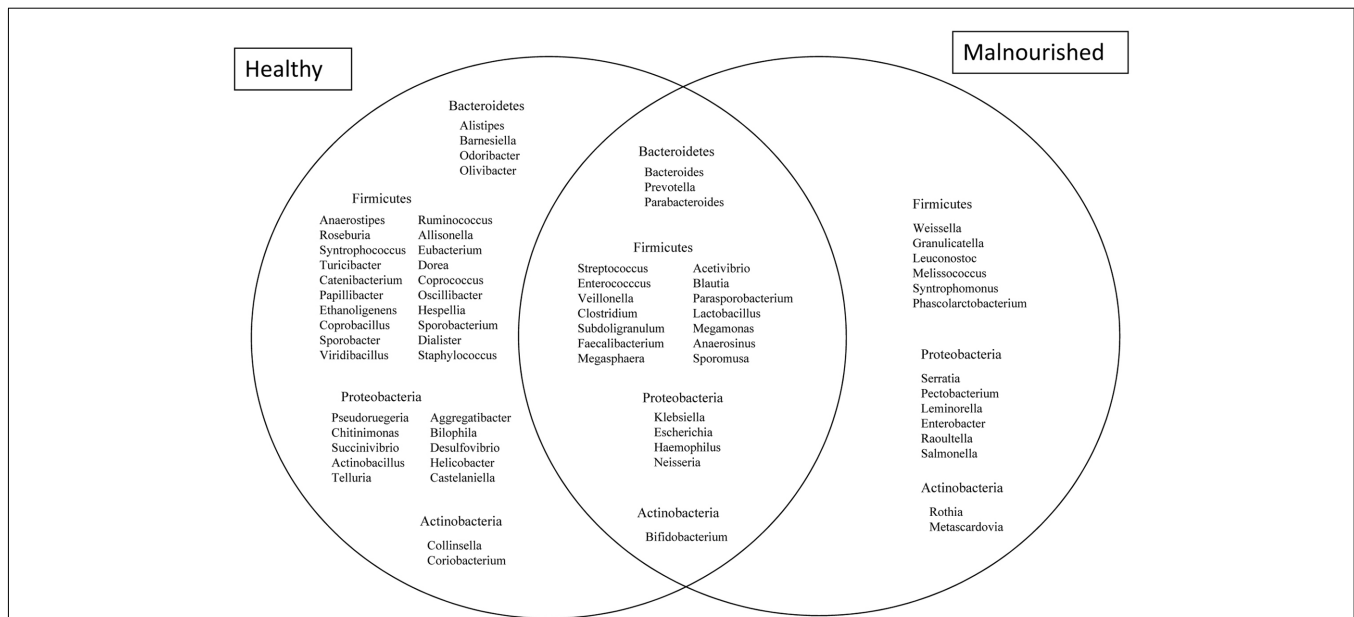 Healthy
Malnourished
Bacteroidetes
Alistipes
Barnesiella
Odoribacter
Olivibacter
Firmicutes
Anaerostipes Ruminococcus
Roseburia Allisonella
Syntrophococcus Eubacterium
Turicibacter Dorea
Catenibacterium Coprococcus
Papillibacter Oscillibacter
Ethanoligenens Hespellia
Coprobacillus Sporobacterium
Sporobacter Dialister
Viridibacillus Staphylococcus
Proteobacteria
Pseudoruegeria Aggregatibacter
Chitinimonas Bilophila
Succinivibrio Desulfovibrio
Actinobacillus Helicobacter
Telluria Castelaniella
Actinobacteria
Collinsella
Coriobacterium
Bacteroidetes
Bacteroides
Prevotella
Parabacteroides
Firmicutes
Streptococcus Acetivibrio
Enterococccus Blautia
Veillonella Parasporobacterium
Clostridium Lactobacillus
Subdoligranulum Megamonas
Faecalibacterium Anaerosinus
Megasphaera Sporomusa
Proteobacteria
Klebsiella
Escherichia
Haemophilus
Neisseria
Actinobacteria
Bifidobacterium
Firmicutes
Weissella
Granulicatella
Leuconostoc
Melissococcus
Syntrophomonus
Phascolarctobacterium
Proteobacteria
Serratia
Pectobacterium
Leminorella
Enterobacter
Raoultella
Salmonella
Actinobacteria
Rothia
Metascardovia